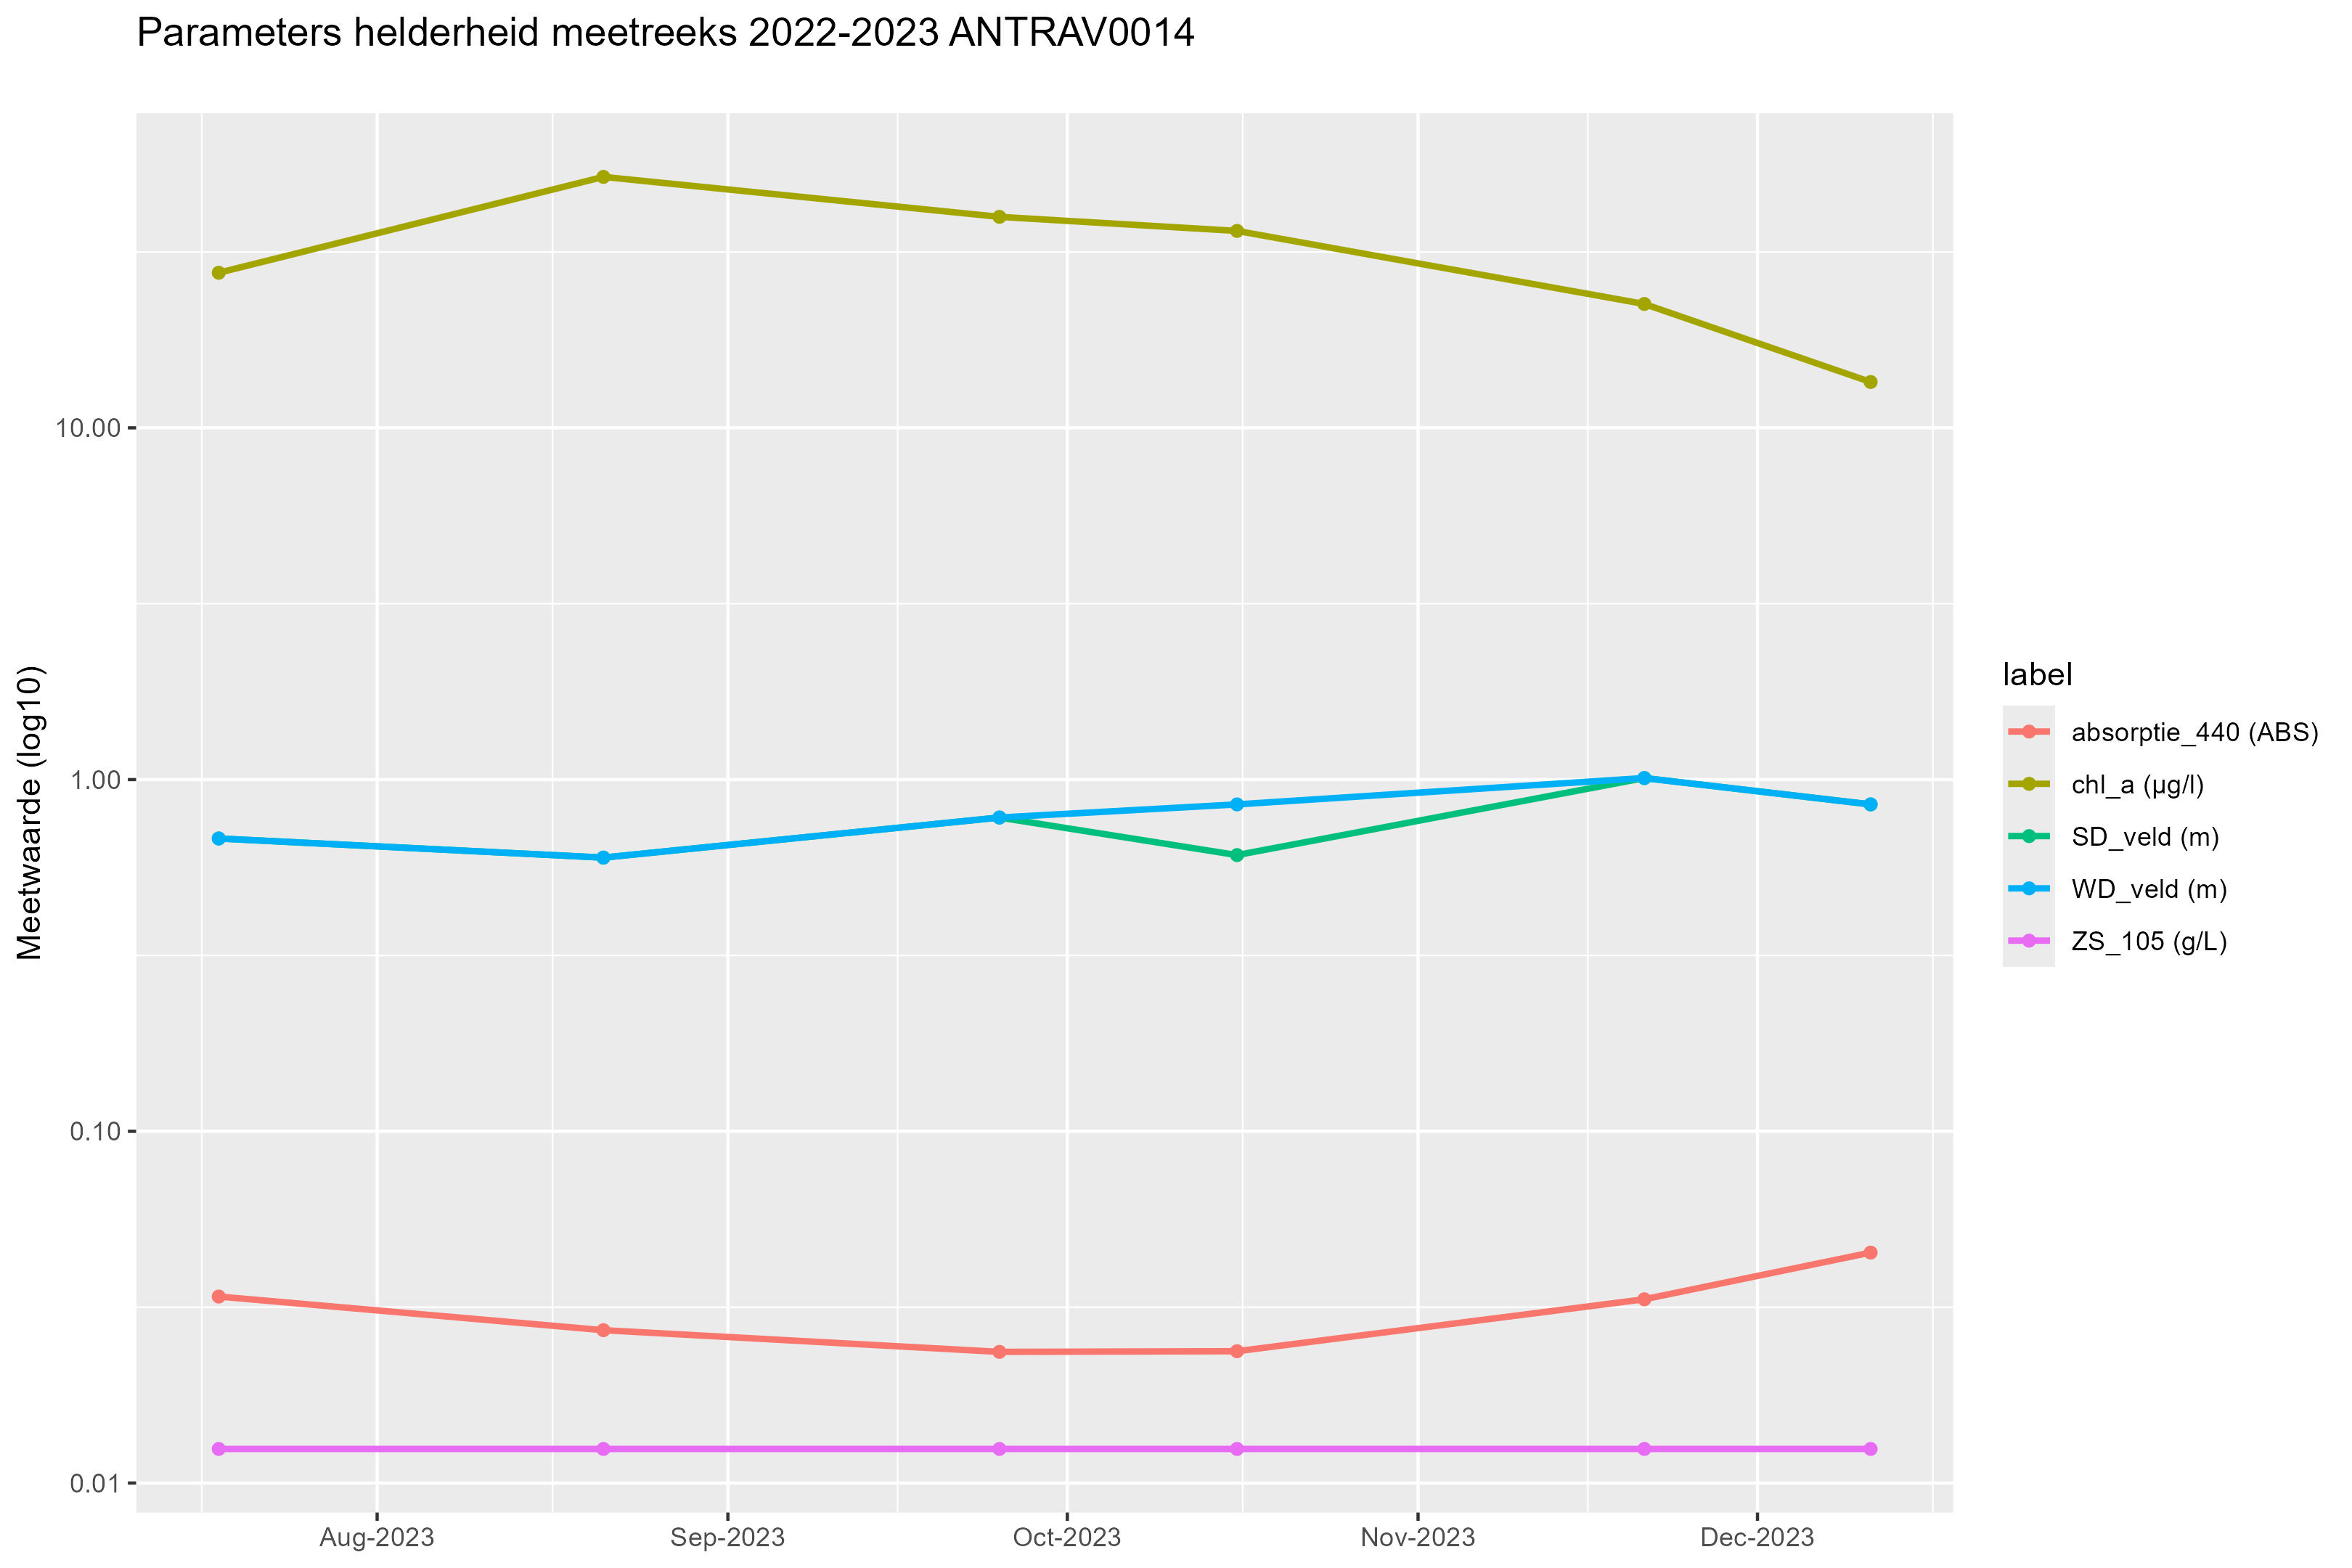 Parameters helderheid meetreeks 2022-2023 ANTRAV0014
Meetwaarde (log10)
10.00
1.00
0.10
0.01
Aug-2023
Sep-2023
Oct-2023
Nov-2023
Dec-2023
label
absorptie_440 (ABS)
chl_a (µg/l)
SD_veld (m)
WD_veld (m)
ZS_105 (g/L)